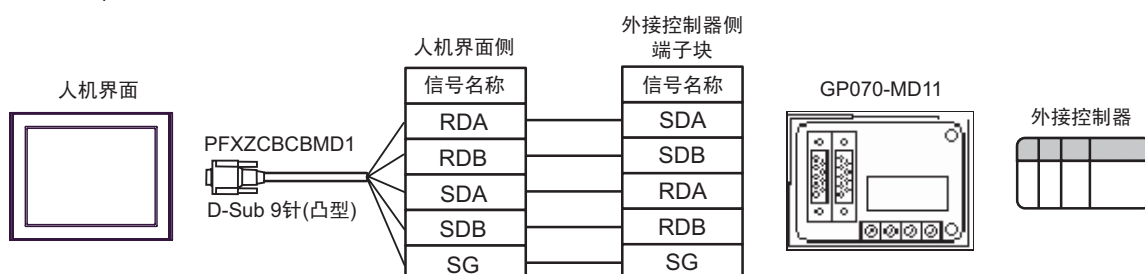 人机界面
PFXZCBCBMD1
D-Sub 9针(凸型)
人机界面侧
信号名称
RDA
RDB
SDA
SDB
SG
外接控制器侧
端子块
信号名称
SDA
SDB
RDA
RDB
SG
GP070-MD11
外接控制器